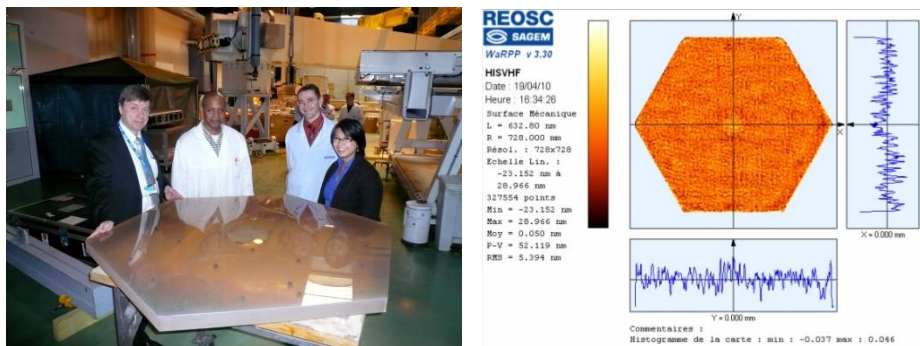 REOSC
SAGEM
WaRPP v 3.30
HISVHF
Date : 19/04/10
Heure : 16:34:26
Surface Mécanique
L = 632.80 nm
R = 728.000 mm
Résol. : 728x728
Echelle Lin. :
-23.152 nm à
28.966 nm
327554 points
Min = -23.152 nm
Max = 28.966 nm
Moy = 0.050 nm
P-V = 52.119 nm
RMS = 5.394 nm
Y
X
X = 0.000 mm
Y = 0.000 mm
Commentaires :
Histogramme de la carte : min : -0.037 max : 0.046